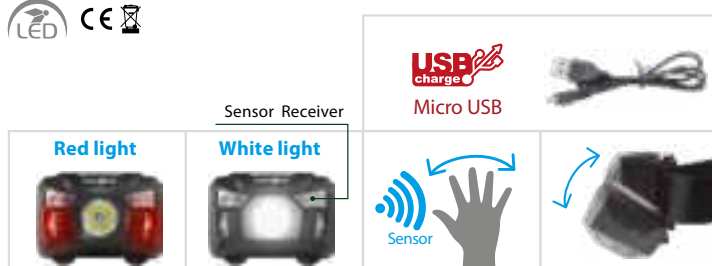 LED CE
USB
charge
Micro USB
Sensor Receiver
Red light
White light
Sensor